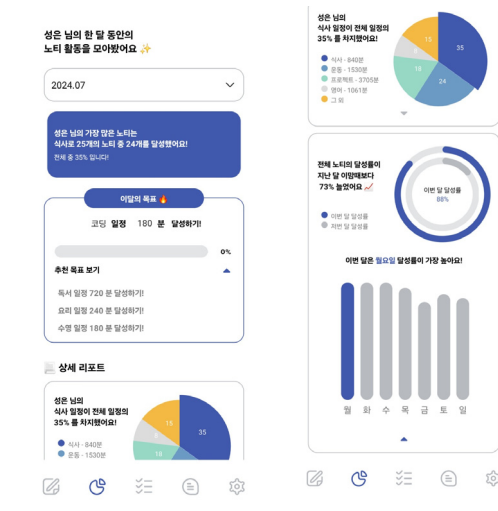 성은 님의 한 달 동안의
노티 활동을 모아봤어요 ✨
2024.07
성은 님의 가장 많은 노티는
식사로 25개의 노티 중 24개를 달성했어요!
전체 중 35% 입니다!
이달의 목표 🔥
코딩 일정 180 분 달성하기!
0%
추천 목표 보기
독서 일정 720 분 달성하기!
요리 일정 240 분 달성하기!
수영 일정 180 분 달성하기!
상세 리포트
성은 님의
식사 일정이 전체 일정의
35% 를 차지했어요!
식사 - 840분
운동 - 1530분
15
35
18
성은 님의
식사 일정이 전체 일정의
35% 를 차지했어요!
식사 - 840분
운동 - 1530분
프로젝트 - 3705분
영어 - 1061분
그 외
15
35
24
전체 노티의 달성률이
지난 달 이맘때보다
73% 늘었어요 📈
이번 달 달성률
저번 달 달성률
이번 달 달성률
88%
이번 달은 월요일 달성률이 가장 높아요!
월 화 수 목 금 토 일